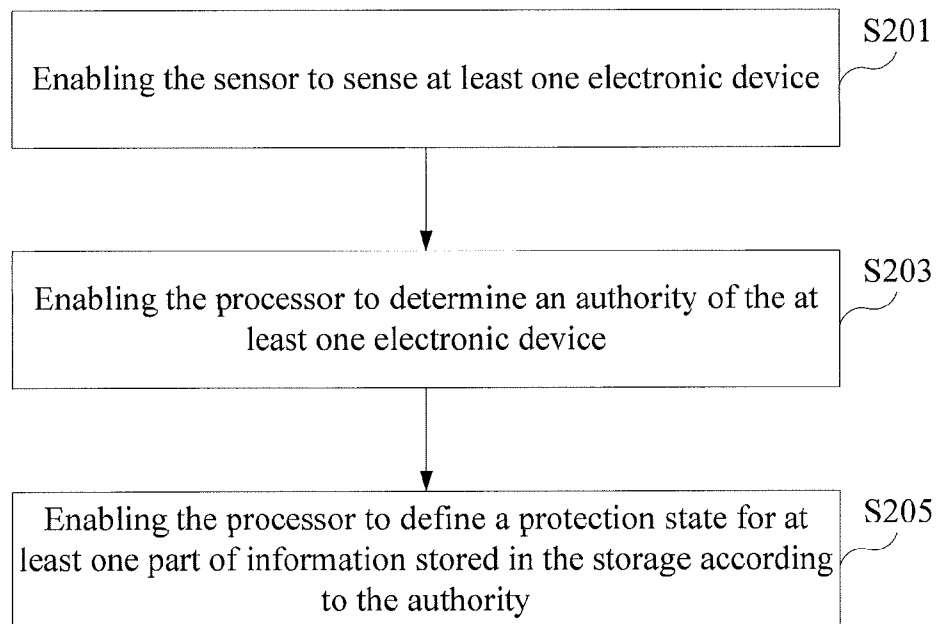 S201
Enabling the sensor to sense at least one electronic device
S203
Enabling the processor to determine an authority of the at
least one electronic device
S205
Enabling the processor to define a protection state for at
least one part of information stored in the storage according
to the authority